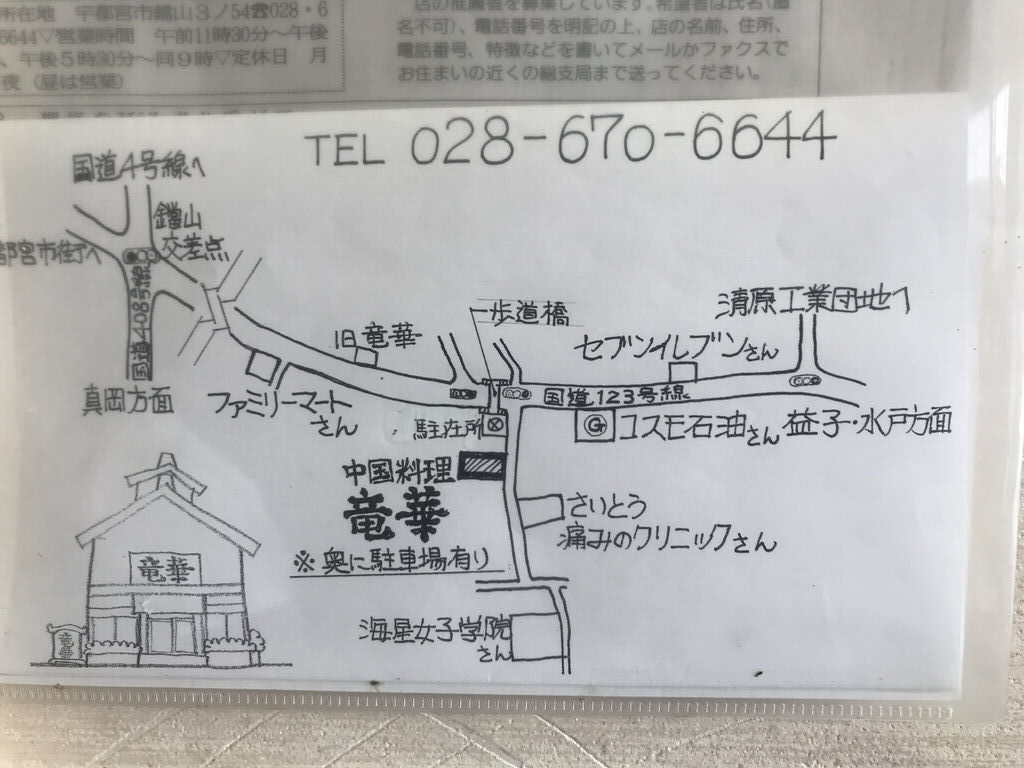 所在地 宇都宮市鐺山3ノ54☎028・6
6644▽営業時間 午前11時30分〜午後
、午後5時30分〜同9時▽定休日 月
夜(昼は営業)
店の推薦者を募集しています。希望者は氏名(匿
名不可)、電話番号を明記の上、店の名前、住所、
電話番号、特徴などを書いてメールかファクスで
お住まいの近くの総支局まで送ってください。
TEL 028-670-6644
国道4号線へ
鐺山
交差点
都宮市街へ
国道408号線
真岡方面
ファミリーマート
さん
旧竜華
歩道橋
駐在所
セブンイレブンさん
清原工業団地へ
国道123号線
コスモ石油さん
益子・水戸方面
中国料理
竜華
※奥に駐車場有り
さいとう
痛みのクリニックさん
海星女子学院
さん
竜華
竜華